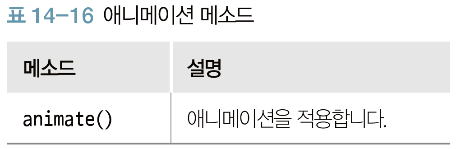 표 14-16 애니메이션 메소드
메소드 설명
animate() 애니메이션을 적용합니다.